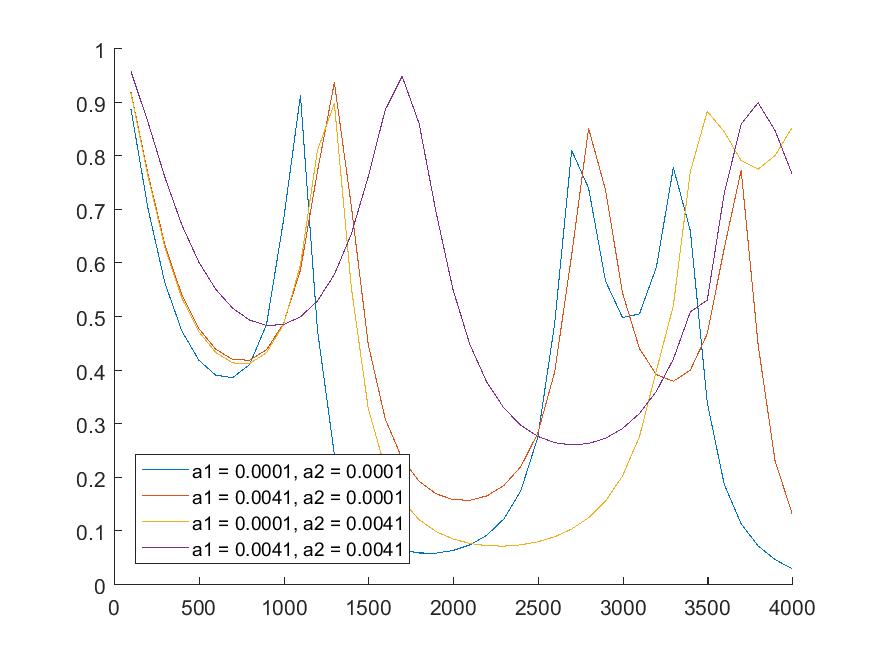 1
0.9
0.8
0.7
0.6
0.5
0.4
0.3
0.2
0.1
0
a1 = 0.0001, a2 = 0.0001
a1 = 0.0041, a2 = 0.0001
a1 = 0.0001, a2 = 0.0041
a1 = 0.0041, a2 = 0.0041
0 500 1000 1500 2000 2500 3000 3500 4000